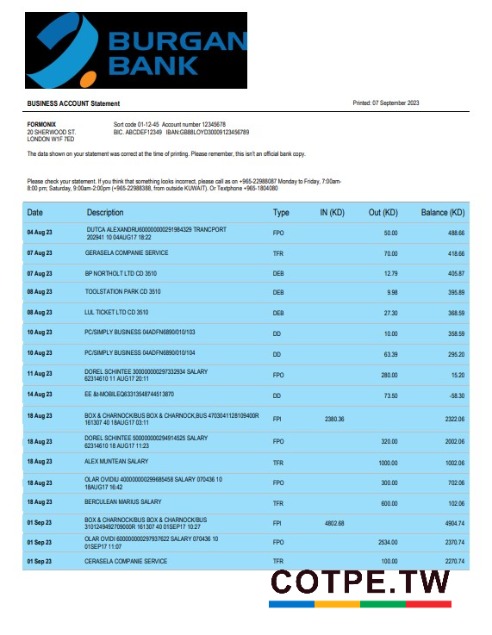 BURGAN
BANK
BUSINESS ACCOUNT Statement
Printed: 07 September 2023
FORMONIX
20 SHERWOOD ST.
LONDON W1F 7ED
Sort code 01-12-45 Account number 12345678
BIC. ABCDEF12349 IBAN:GB88LOYD30009123456789
The data shown on your statement was correct at the time of printing. Please remember, this isn't an official bank copy.
Please check your statement. If you think that something looks incorrect, please call as on +965-22988087 Monday to Friday, 7:00am-
8:00 pm; Saturday, 9:00am-2:00pm (+965-22988388, from outside KUWAIT). Or Textphone +965-1804080
Date Description Type IN (KD) Out (KD) Balance (KD)
04 Aug 23 DUTCA ALEXANDRU600000000291984329 TRANCPORT
202941 10 04AUG17 18:22 FPO 50.00 488.66
07 Aug 23 GERASELA COMPANIE SERVICE TFR 70.00 418.66
07 Aug 23 BP NORTHOLT LTD CD 3510 DEB 12.79 405.87
08 Aug 23 TOOLSTATION PARK CD 3510 DEB 9.98 395.89
08 Aug 23 LUL TICKET LTO CD 3510 DEB 27.30 368.59
10 Aug 23 PC/SIMPLY BUSINESS 04ADFN6890/010/103 DD 10.00 358.59
10 Aug 23 PC/SIMPLY BUSINESS 04ADFN6890/010/104 DD 63.39 295.20
11 Aug 23 DOREL SCHINTEE 300000000297332934 SALARY
62314610 11 AUG17 20:11 FPO 280.00 15.20
14 Aug 23 EE &t-MOBILEQ63313548744513870 DD 73.50 -58.30
18 Aug 23 BOX & CHARNOCK/BUS BOX & CHARNOCK,BUS 4703041128109400R
161307 40 18AUG17 03:11 FPI 2380.36 2322.06
18 Aug 23 DOREL SCHINTEE 500000000294914525 SALARY
62314610 18 AUG17 11:23 FPO 320.00 2002.06
18 Aug 23 ALEX MUNTEAN SALARY TFR 1000.00 1002.06
18 Aug 23 OLAR OVIDIU 400000000299685458 SALARY 070436 10
18AUG17 16:42 FPO 300.00 702.06
18 Aug 23 BERCULEAN MARIUS SALARY TFR 600.00 102.06
01 Sep 23 BOX & CHARNOCK/BUS BOX & CHARNOCK/BUS
3101249492709000R 161307 40 01SEP17 10:27 FPI 4802.68 4904.74
01 Sep 23 OLAR OVIDI 600000000297937622 SALARY 070436 10
01SEP17 11:07 FPO 2534.00 2370.74
01 Sep 23 CERASELA COMPANIE SERVICE TFR 100.00 2270.74
COTPE.TW